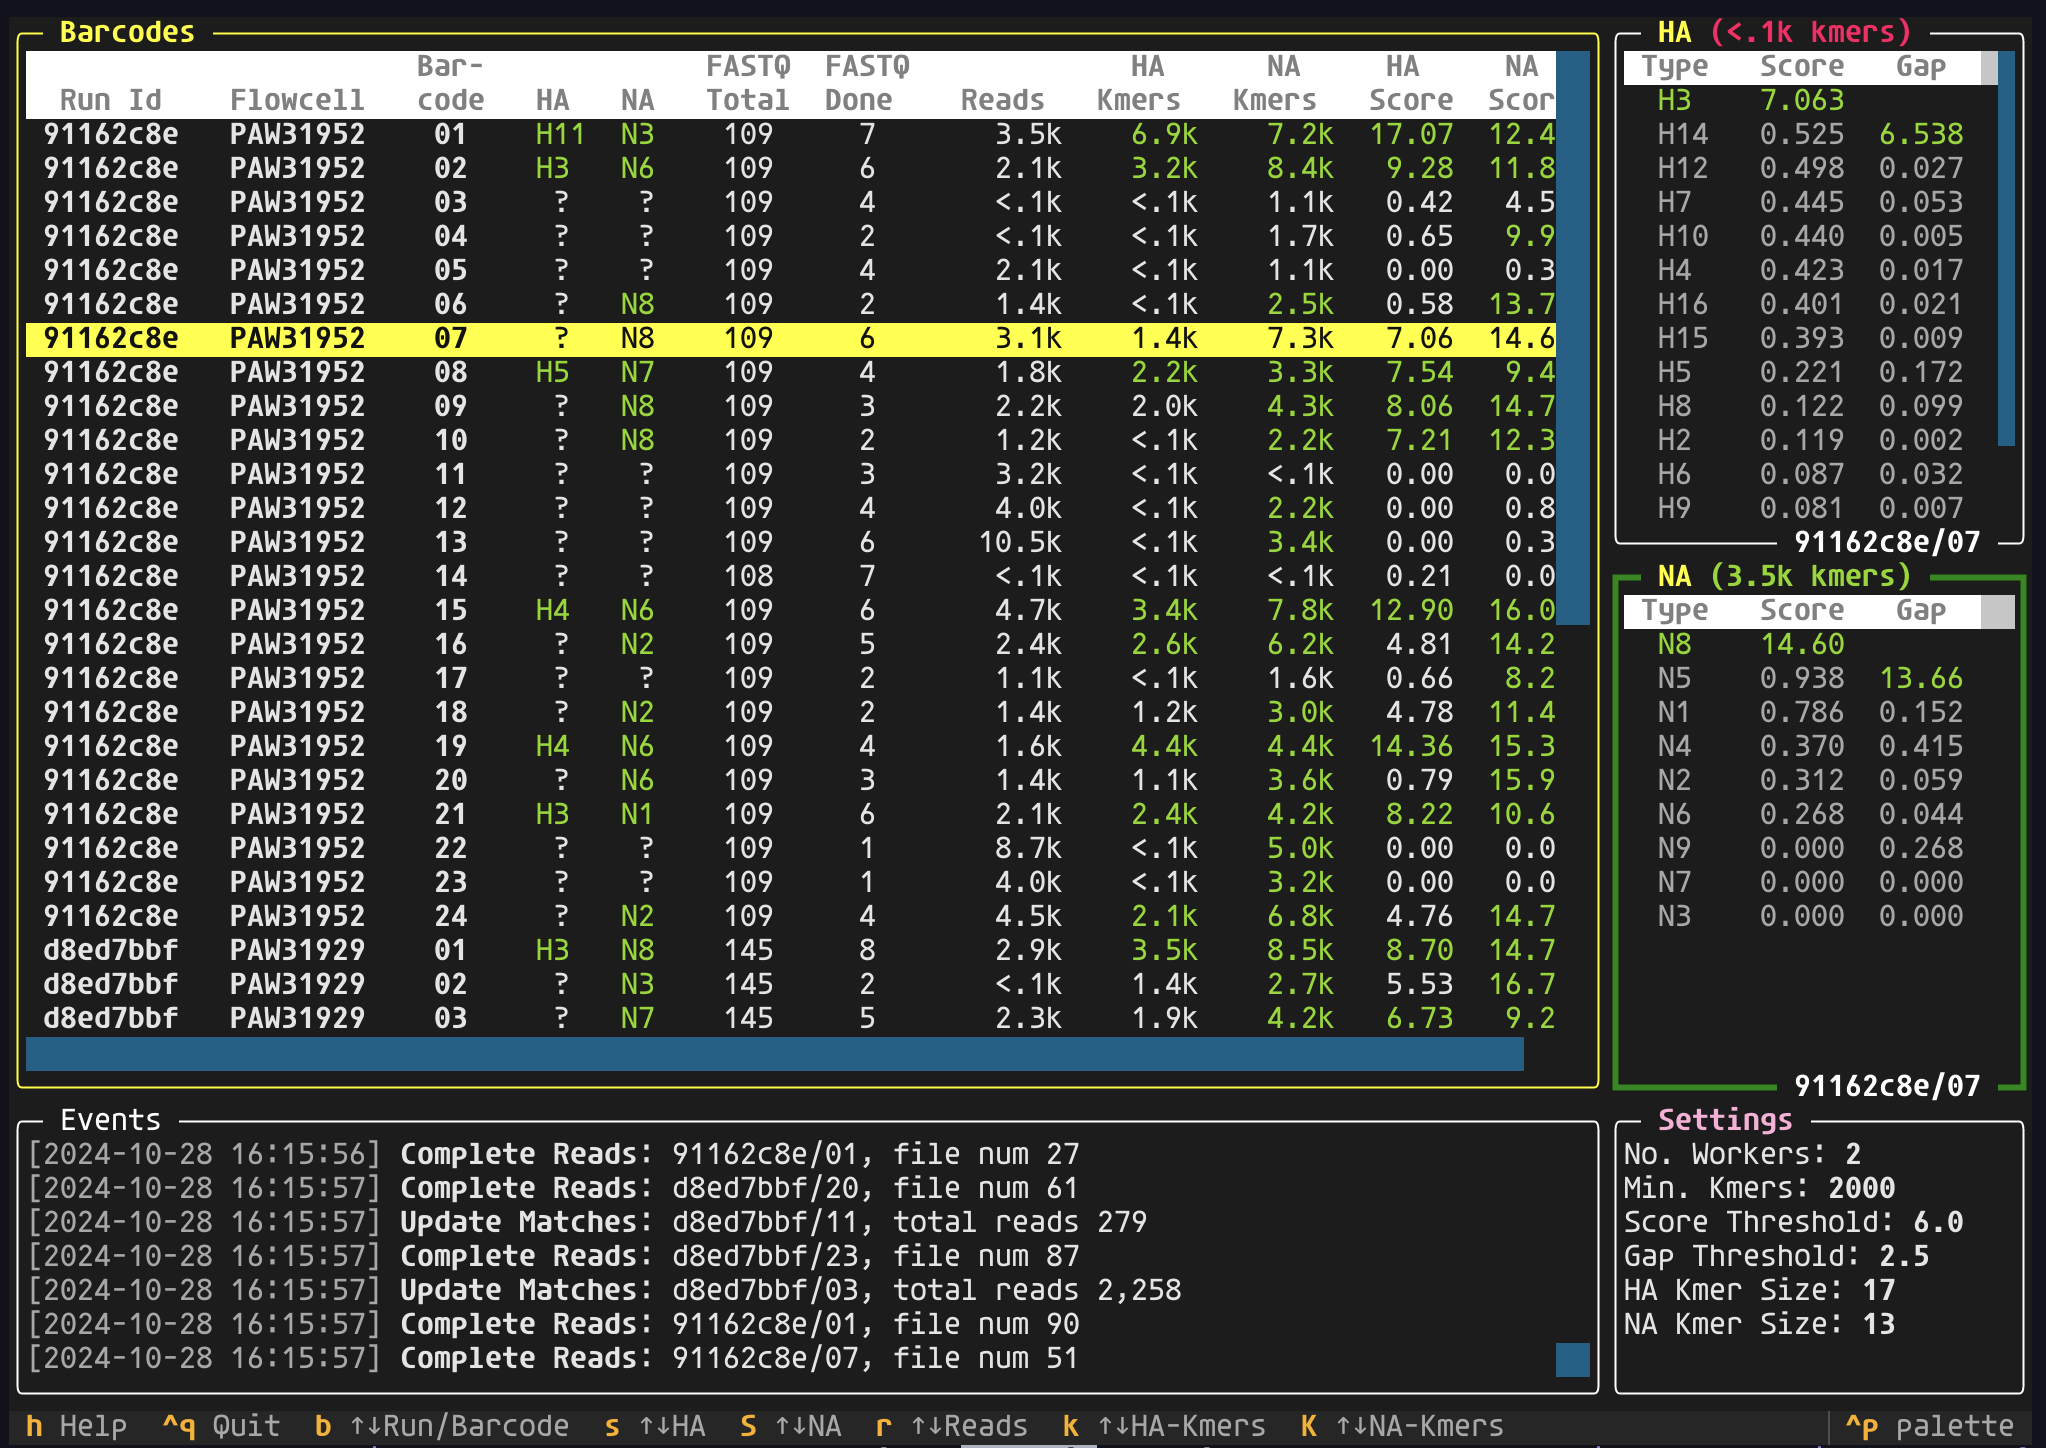 Barcodes
Bar- FASTQ FASTQ HA NA HA NA
Run Id Flowcell code HA NA Total Done Reads Kmers Kmers Score Scor
91162c8e PAW31952 01 H11 N3 109 7 3.5k 6.9k 7.2k 17.07 12.4
91162c8e PAW31952 02 H3 N6 109 6 2.1k 3.2k 8.4k 9.28 11.8
91162c8e PAW31952 03 ? ? 109 4 <.1k <.1k 1.1k 0.42 4.5
91162c8e PAW31952 04 ? ? 109 2 <.1k <.1k 1.7k 0.65 9.9
91162c8e PAW31952 05 ? ? 109 4 2.1k <.1k 1.1k 0.00 0.3
91162c8e PAW31952 06 ? N8 109 2 1.4k <.1k 2.5k 0.58 13.7
91162c8e PAW31952 07 ? N8 109 6 3.1k 1.4k 7.3k 7.06 14.6
91162c8e PAW31952 08 H5 N7 109 4 1.8k 2.2k 3.3k 7.54 9.4
91162c8e PAW31952 09 ? N8 109 3 2.2k 2.0k 4.3k 8.06 14.7
91162c8e PAW31952 10 ? N8 109 2 1.2k <.1k 2.2k 7.21 12.3
91162c8e PAW31952 11 ? ? 109 3 3.2k <.1k <.1k 0.00 0.0
91162c8e PAW31952 12 ? ? 109 4 4.0k <.1k 2.2k 0.00 0.8
91162c8e PAW31952 13 ? ? 109 6 10.5k <.1k 3.4k 0.00 0.3
91162c8e PAW31952 14 ? ? 108 7 <.1k <.1k <.1k 0.21 0.0
91162c8e PAW31952 15 H4 N6 109 6 4.7k 3.4k 7.8k 12.90 16.0
91162c8e PAW31952 16 ? N2 109 5 2.4k 2.6k 6.2k 4.81 14.2
91162c8e PAW31952 17 ? ? 109 2 1.1k <.1k 1.6k 0.66 8.2
91162c8e PAW31952 18 ? N2 109 2 1.4k 1.2k 3.0k 4.78 11.4
91162c8e PAW31952 19 H4 N6 109 4 1.6k 4.4k 4.4k 14.36 15.3
91162c8e PAW31952 20 ? N6 109 3 1.4k 1.1k 3.6k 0.79 15.9
91162c8e PAW31952 21 H3 N1 109 6 2.1k 2.4k 4.2k 8.22 10.6
91162c8e PAW31952 22 ? ? 109 1 8.7k <.1k 5.0k 0.00 0.0
91162c8e PAW31952 23 ? ? 109 1 4.0k <.1k 3.2k 0.00 0.0
91162c8e PAW31952 24 ? N2 109 4 4.5k 2.1k 6.8k 4.76 14.7
d8ed7bbf PAW31929 01 H3 N8 145 8 2.9k 3.5k 8.5k 8.70 14.7
d8ed7bbf PAW31929 02 ? N3 145 2 <.1k 1.4k 2.7k 5.53 16.7
d8ed7bbf PAW31929 03 ? N7 145 5 2.3k 1.9k 4.2k 6.73 9.2
HA (<.1k kmers)
Type Score Gap
H3 7.063
H14 0.525 6.538
H12 0.498 0.027
H7 0.445 0.053
H10 0.440 0.005
H4 0.423 0.017
H16 0.401 0.021
H15 0.393 0.009
H5 0.221 0.172
H8 0.122 0.099
H2 0.119 0.002
H6 0.087 0.032
H9 0.081 0.007
91162c8e/07
NA (3.5k kmers)
Type Score Gap
N8 14.60
N5 0.938 13.66
N1 0.786 0.152
N4 0.370 0.415
N2 0.312 0.059
N6 0.268 0.044
N9 0.000 0.268
N7 0.000 0.000
N3 0.000 0.000
91162c8e/07
Events
[2024-10-28 16:15:56] Complete Reads: 91162c8e/01, file num 27
[2024-10-28 16:15:57] Complete Reads: d8ed7bbf/20, file num 61
[2024-10-28 16:15:57] Update Matches: d8ed7bbf/11, total reads 279
[2024-10-28 16:15:57] Complete Reads: d8ed7bbf/23, file num 87
[2024-10-28 16:15:57] Update Matches: d8ed7bbf/03, total reads 2,258
[2024-10-28 16:15:57] Complete Reads: 91162c8e/01, file num 90
[2024-10-28 16:15:57] Complete Reads: 91162c8e/07, file num 51
Settings
No. Workers: 2
Min. Kmers: 2000
Score Threshold: 6.0
Gap Threshold: 2.5
HA Kmer Size: 17
NA Kmer Size: 13
h Help ^q Quit b ↑↓Run/Barcode s ↑↓HA S ↑↓NA r ↑↓Reads k ↑↓HA-Kmers K ↑↓NA-Kmers ^p palette